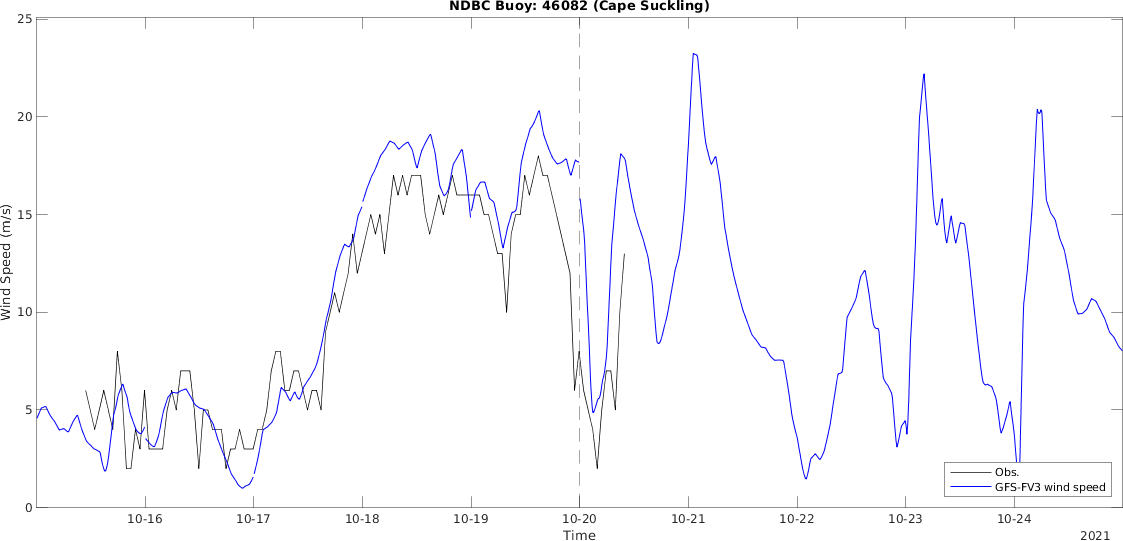 NDBC Buoy: 46082 (Cape Suckling)
25
20
15
10
5
0
Wind Speed (m/s)
10-16 10-17 10-18 10-19 10-20 10-21 10-22 10-23 10-24
Time
2021
Obs.
GFS-FV3 wind speed